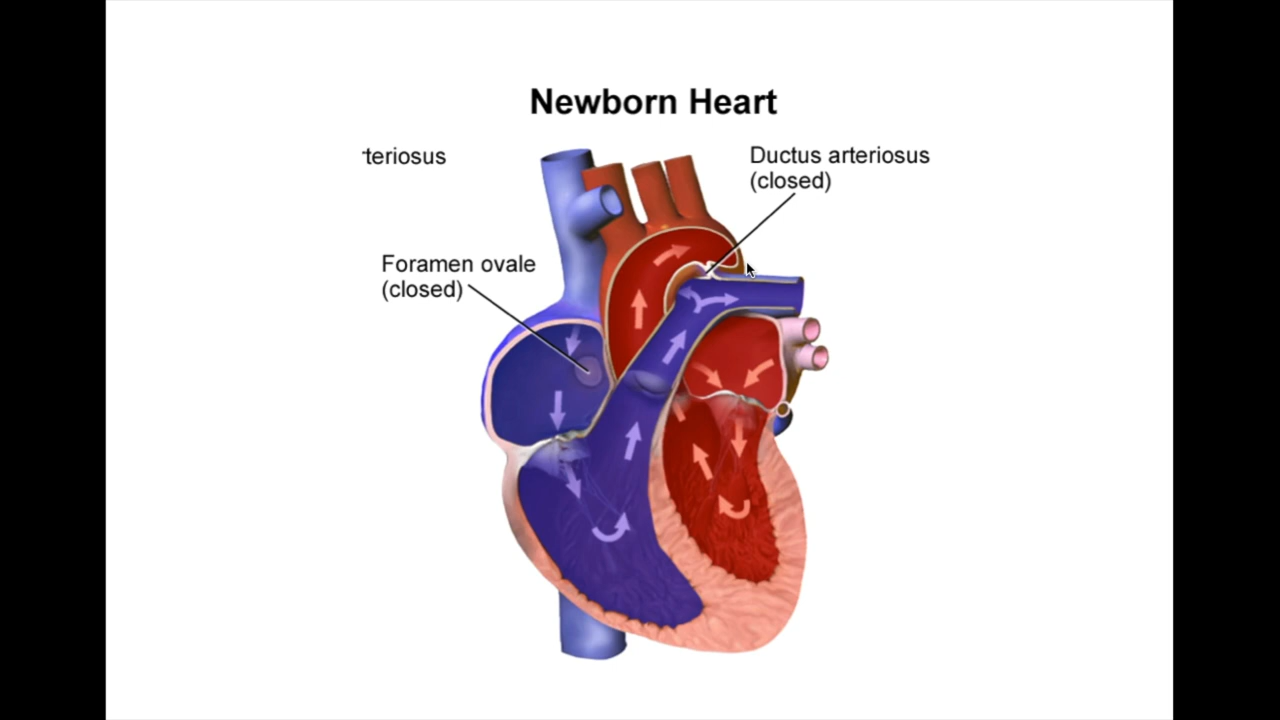 Newborn Heart
teriosus
Ductus arteriosus
(closed)
Foramen ovale
(closed)